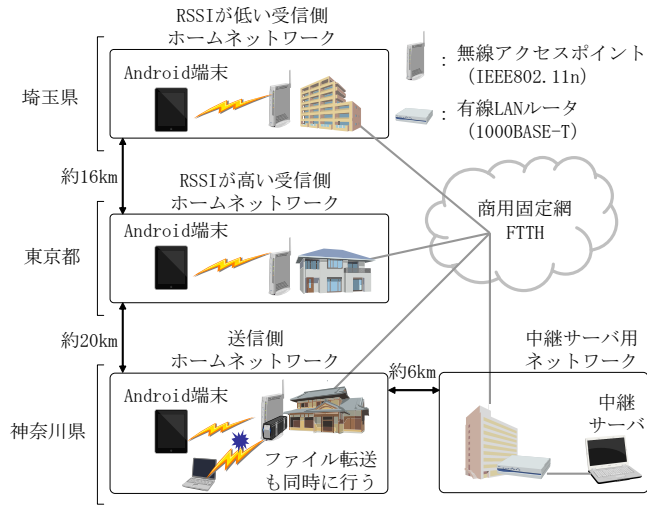 RSSIが低い受信側
ホームネットワーク
Android端末
埼玉県
：無線アクセスポイント
（IEEE802.11n）
：有線LANルータ
（1000BASE-T）
約16km
RSSIが高い受信側
ホームネットワーク
Android端末
東京都
商用固定網
FTTH
約20km
送信側
ホームネットワーク
Android端末
神奈川県
ファイル転送
も同時に行う
約6km
中継サーバ用
ネットワーク
中継
サーバ